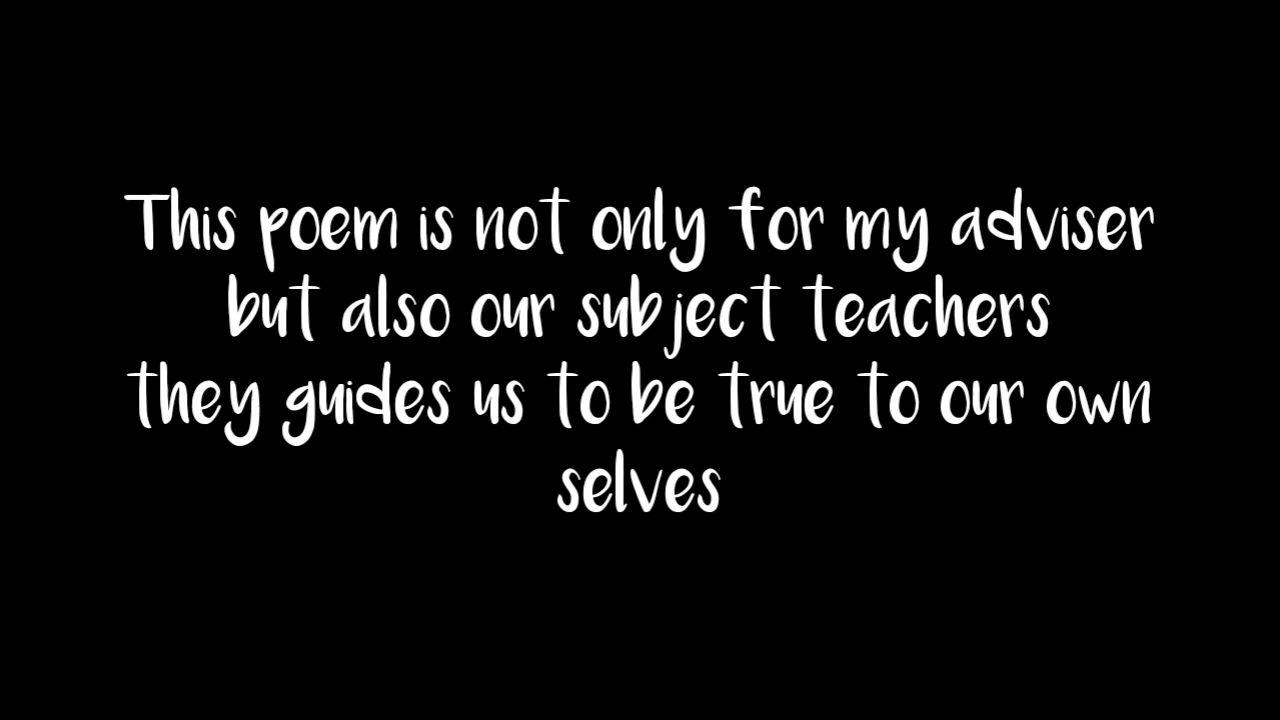 This poem is not only for my adviser
but also our subject teachers
they guides us to be true to our own
selves